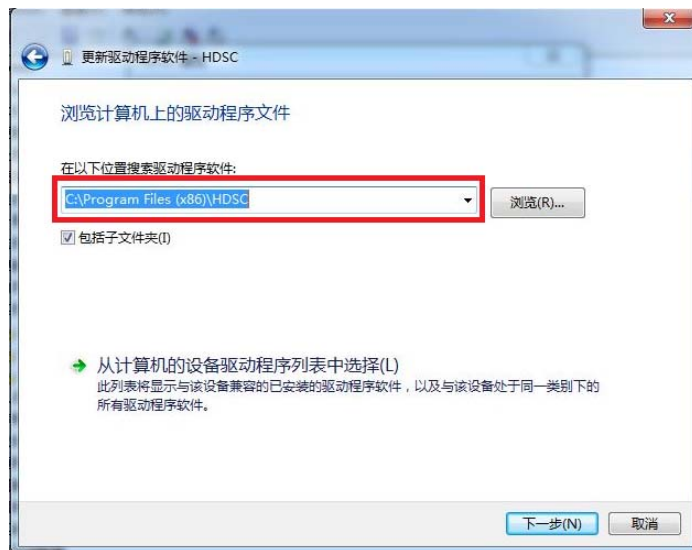 更新驱动程序软件 - HDSC
浏览计算机上的驱动程序文件
在以下位置搜索驱动程序软件:
C:\Program Files (x86)\HDSC
浏览(R)...
包括子文件夹(I)
从计算机的设备驱动程序列表中选择(L)
此列表将显示与该设备兼容的已安装的驱动程序软件，以及与该设备处于同一类别下的
所有驱动程序软件。
下一步(N)
取消